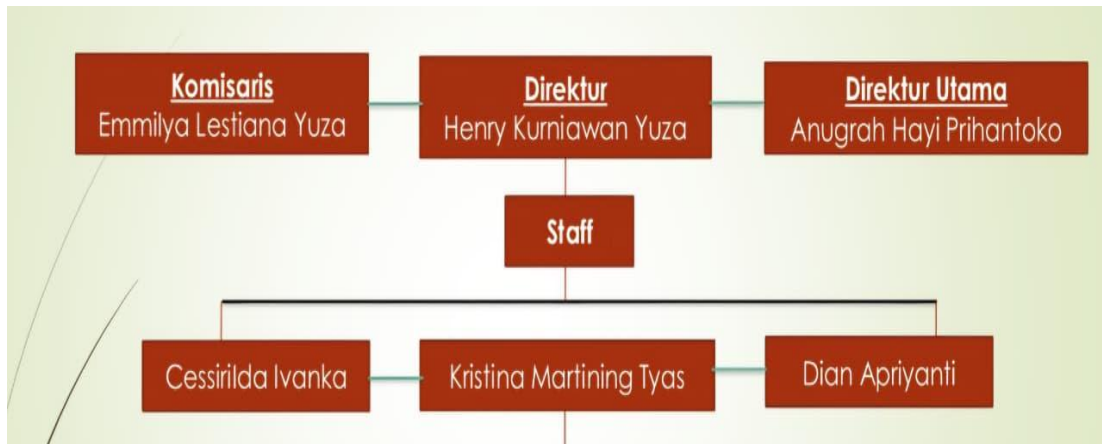 Komisaris
Emmilya Lestiana Yuza
Direktur
Henry Kurniawan Yuza
Direktur Utama
Anugrah Hayi Prihantoko
Staff
Cessirilda Ivanka
Kristina Martining Tyas
Dian Apriyanti